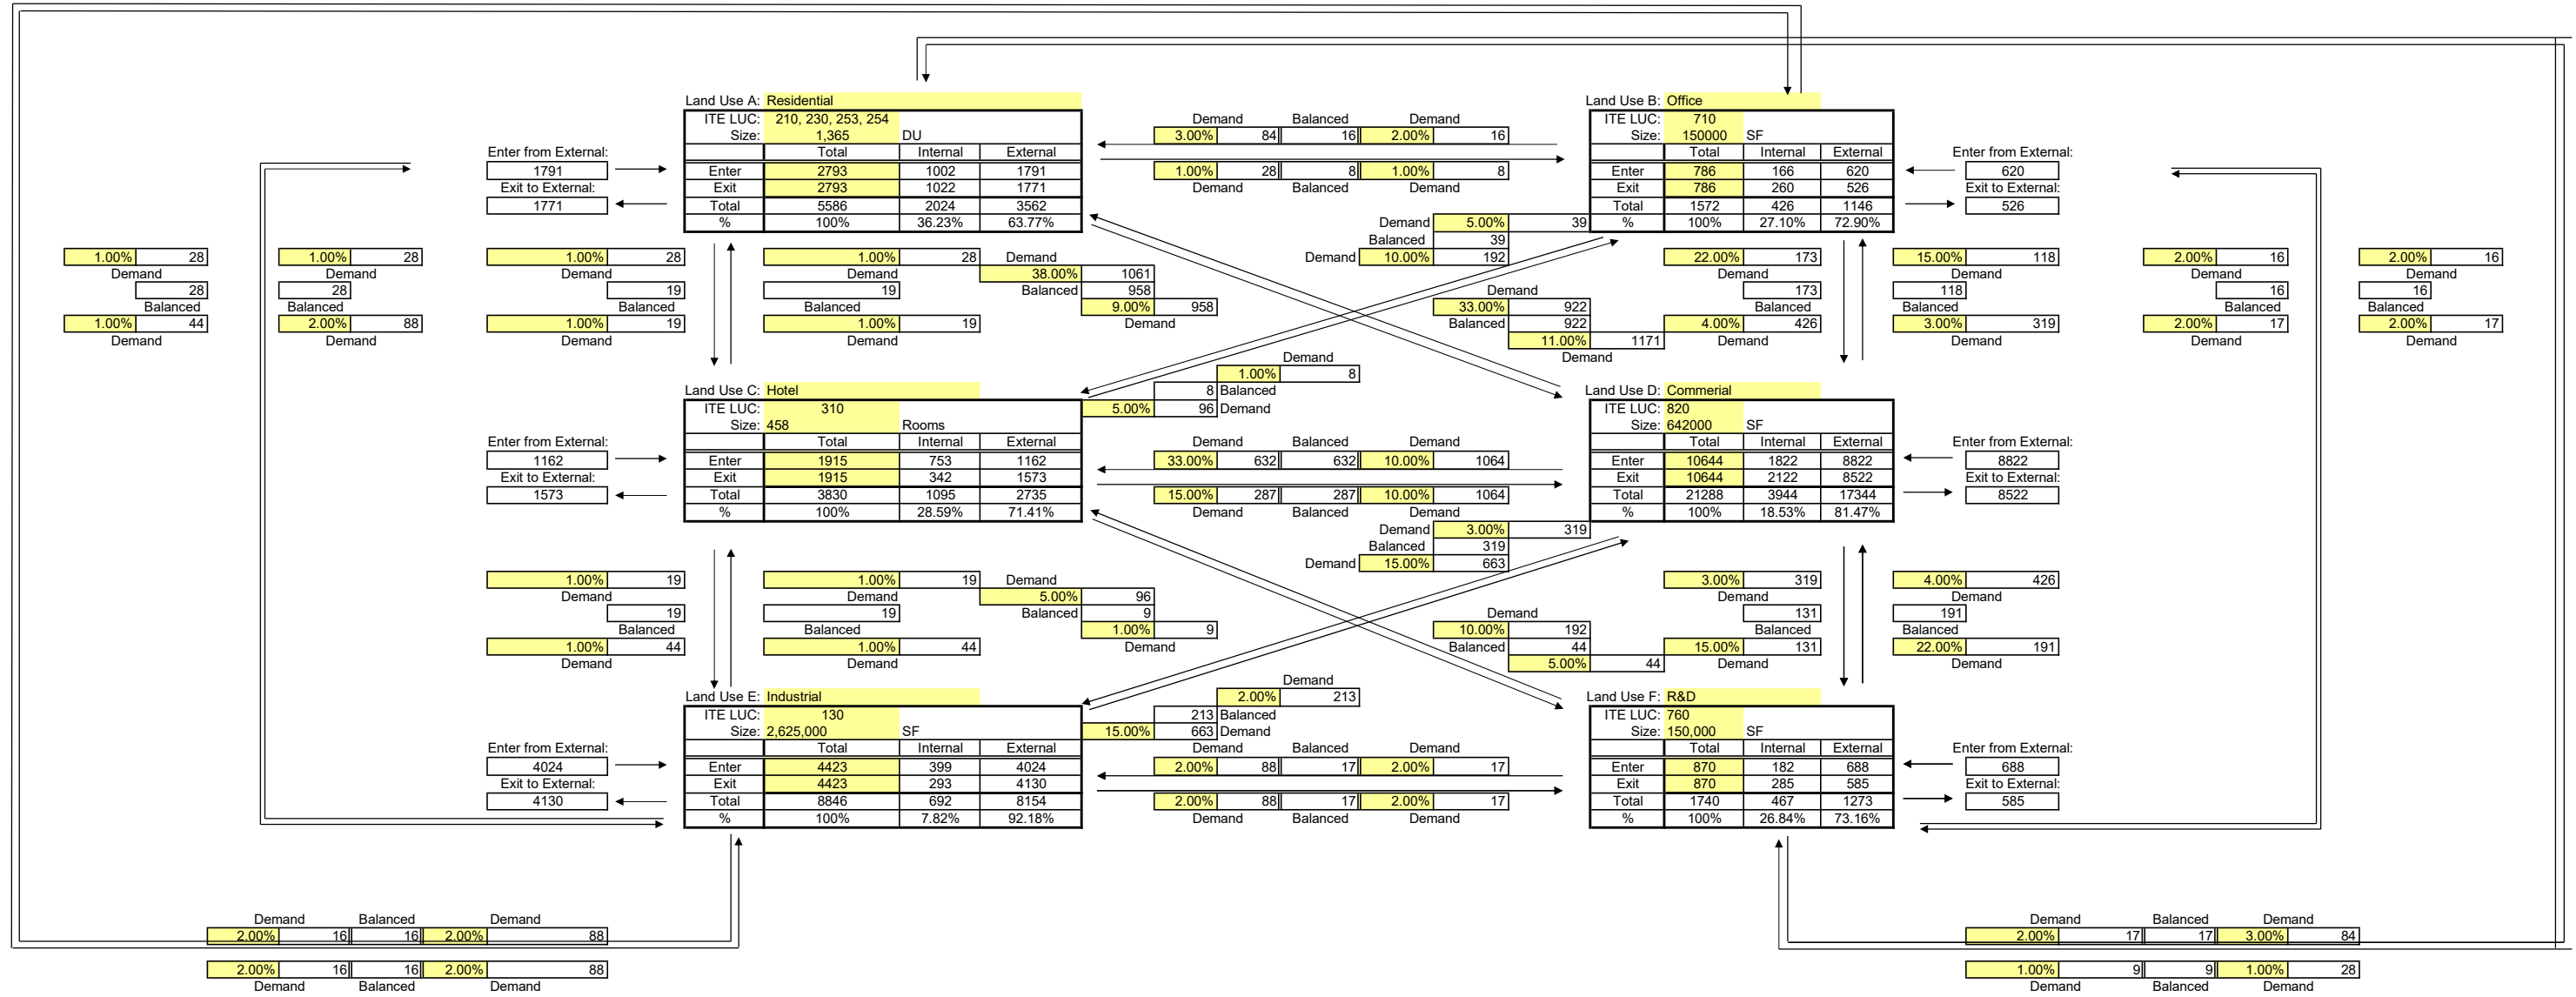 Land Use A: Residential
ITE LUC: 210, 230, 253, 254
Size: 1,365 DU
Total Internal External
Enter 2793 1002 1791
Exit 2793 1022 1771
Total 5586 2024 3562
% 100% 36.23% 63.77%
Enter from External:
1791
Exit to External:
1771
Demand Balanced Demand
3.00% 84 16 2.00% 16
1.00% 28 8 1.00% 8
Demand Balanced Demand
Land Use B: Office
ITE LUC: 710
Size: 150000 SF
Total Internal External
Enter 786 166 620
Exit 786 260 526
Total 1572 426 1146
% 100% 27.10% 72.90%
Enter from External:
620
Exit to External:
526
Demand 5.00% 39
Balanced 39
Demand 10.00% 192
1.00% 28
Demand
28
Balanced
1.00% 44
Demand
1.00% 28
Demand
28
Balanced
2.00% 88
Demand
1.00% 28
Demand
19
Balanced
1.00% 19
Demand
1.00% 28
Demand
19
Balanced
1.00% 19
Demand
Demand
38.00% 1061
Balanced 958
9.00% 958
Demand
Demand
33.00% 922
Balanced 922
11.00% 1171
Demand
22.00% 173
Demand
173
Balanced
4.00% 426
Demand
15.00% 118
Demand
118
Balanced
3.00% 319
Demand
2.00% 16
Demand
16
Balanced
2.00% 17
Demand
2.00% 16
Demand
16
Balanced
2.00% 17
Demand
Demand
1.00% 8
8 Balanced
5.00% 96 Demand
Land Use C: Hotel
ITE LUC: 310
Size: 458 Rooms
Total Internal External
Enter 1915 753 1162
Exit 1915 342 1573
Total 3830 1095 2735
% 100% 28.59% 71.41%
Enter from External:
1162
Exit to External:
1573
Demand Balanced Demand
33.00% 632 632 10.00% 1064
15.00% 287 287 10.00% 1064
Demand Balanced Demand
Land Use D: Commerial
ITE LUC: 820
Size: 642000 SF
Total Internal External
Enter 10644 1822 8822
Exit 10644 2122 8522
Total 21288 3944 17344
% 100% 18.53% 81.47%
Enter from External:
8822
Exit to External:
8522
Demand 3.00% 319
Balanced 319
Demand 15.00% 663
1.00% 19
Demand
19
Balanced
1.00% 44
Demand
1.00% 19
Demand
19
Balanced
1.00% 44
Demand
Demand
5.00% 96
Balanced 9
1.00% 9
Demand
Demand
10.00% 192
Balanced 44
5.00% 44
3.00% 319
Demand
131
Balanced
15.00% 131
Demand
4.00% 426
Demand
191
Balanced
22.00% 191
Demand
Demand
2.00% 213
213 Balanced
15.00% 663 Demand
Land Use E: Industrial
ITE LUC: 130
Size: 2,625,000 SF
Total Internal External
Enter 4423 399 4024
Exit 4423 293 4130
Total 8846 692 8154
% 100% 7.82% 92.18%
Enter from External:
4024
Exit to External:
4130
Demand Balanced Demand
2.00% 88 17 2.00% 17
2.00% 88 17 2.00% 17
Demand Balanced Demand
Land Use F: R&D
ITE LUC: 760
Size: 150,000 SF
Total Internal External
Enter 870 182 688
Exit 870 285 585
Total 1740 467 1273
% 100% 26.84% 73.16%
Enter from External:
688
Exit to External:
585
Demand Balanced Demand
2.00% 16 16 2.00% 88
2.00% 16 16 2.00% 88
Demand Balanced Demand
Demand Balanced Demand
2.00% 17 17 3.00% 84
1.00% 9 9 1.00% 28
Demand Balanced Demand